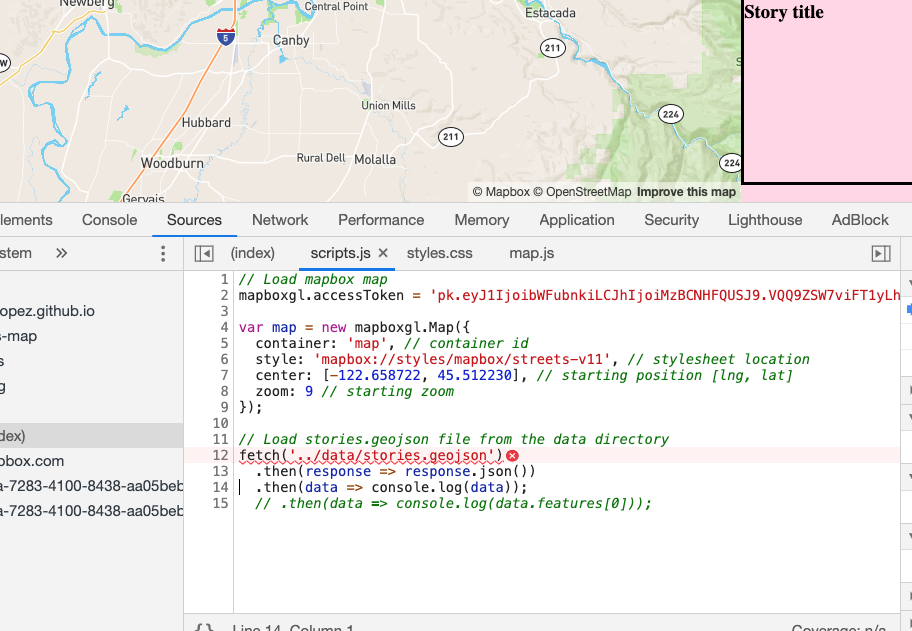 Newberg
Central Point
Estacada
Story title
5
Canby
211
W
Union Mills
224
Hubbard
211
Woodburn
Rural Dell
Molalla
224
Gervais
© Mapbox © OpenStreetMap Improve this map
lements Console Sources Network Performance Memory Application Security Lighthouse AdBlock
stem » (index) scripts.js × styles.css map.js
opez.github.io
s-map
s
g
dex)
pbox.com
a-7283-4100-8438-aa05beb
a-7283-4100-8438-aa05beb
1 // Load mapbox map
2 mapboxgl.accessToken = 'pk.eyJ1IjoibWFubnkiLCJhIjoiMzBCNHFQUSJ9.VQQ9ZSW7viFT1yLh
3
4 var map = new mapboxgl.Map({
5 container: 'map', // container id
6 style: 'mapbox://styles/mapbox/streets-v11', // stylesheet location
7 center: [-122.658722, 45.512230], // starting position [lng, lat]
8 zoom: 9 // starting zoom
9 });
10
11 // Load stories.geojson file from the data directory
12 fetch('../data/stories.geojson')
13 .then(response => response.json())
14 .then(data => console.log(data));
15 // .then(data => console.log(data.features[0]));
{} Line 14, Column 1 Coverage: n/a